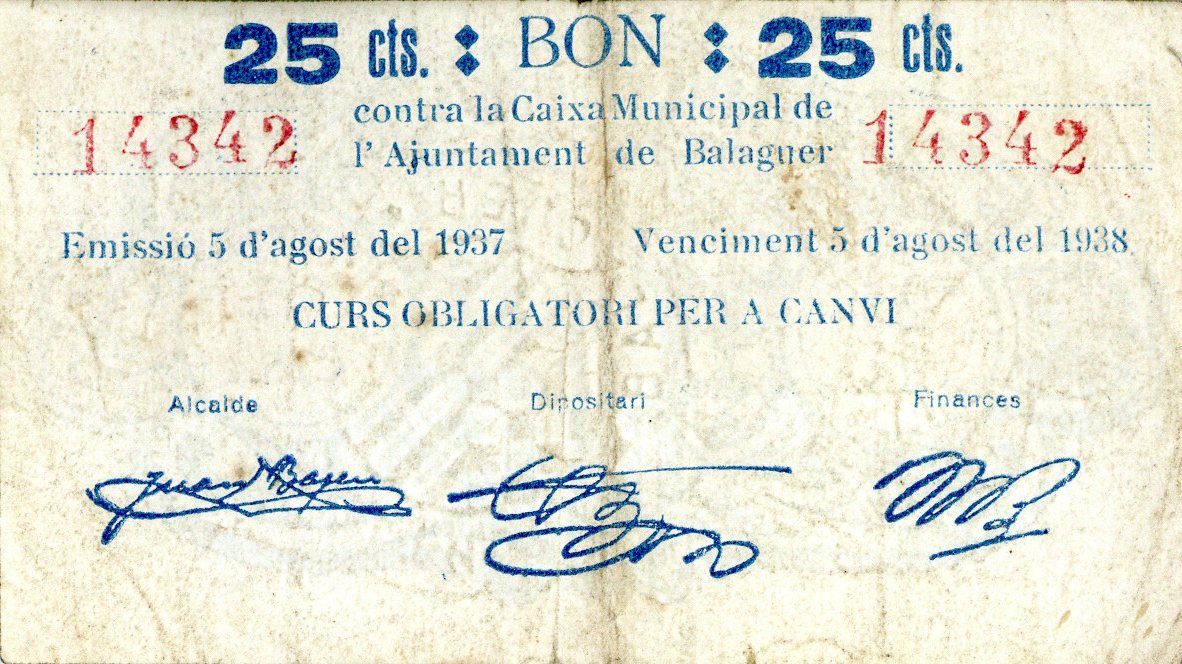 25 cts. BON 25 cts.
contra la Caixa Municipal de
14342 l'Ajuntament de Balaguer 14342
Emissió 5 d'agost del 1937 Venciment 5 d'agost del 1938
CURS OBLIGATORI PER A CANVI
Alcalde Dipositari Finances